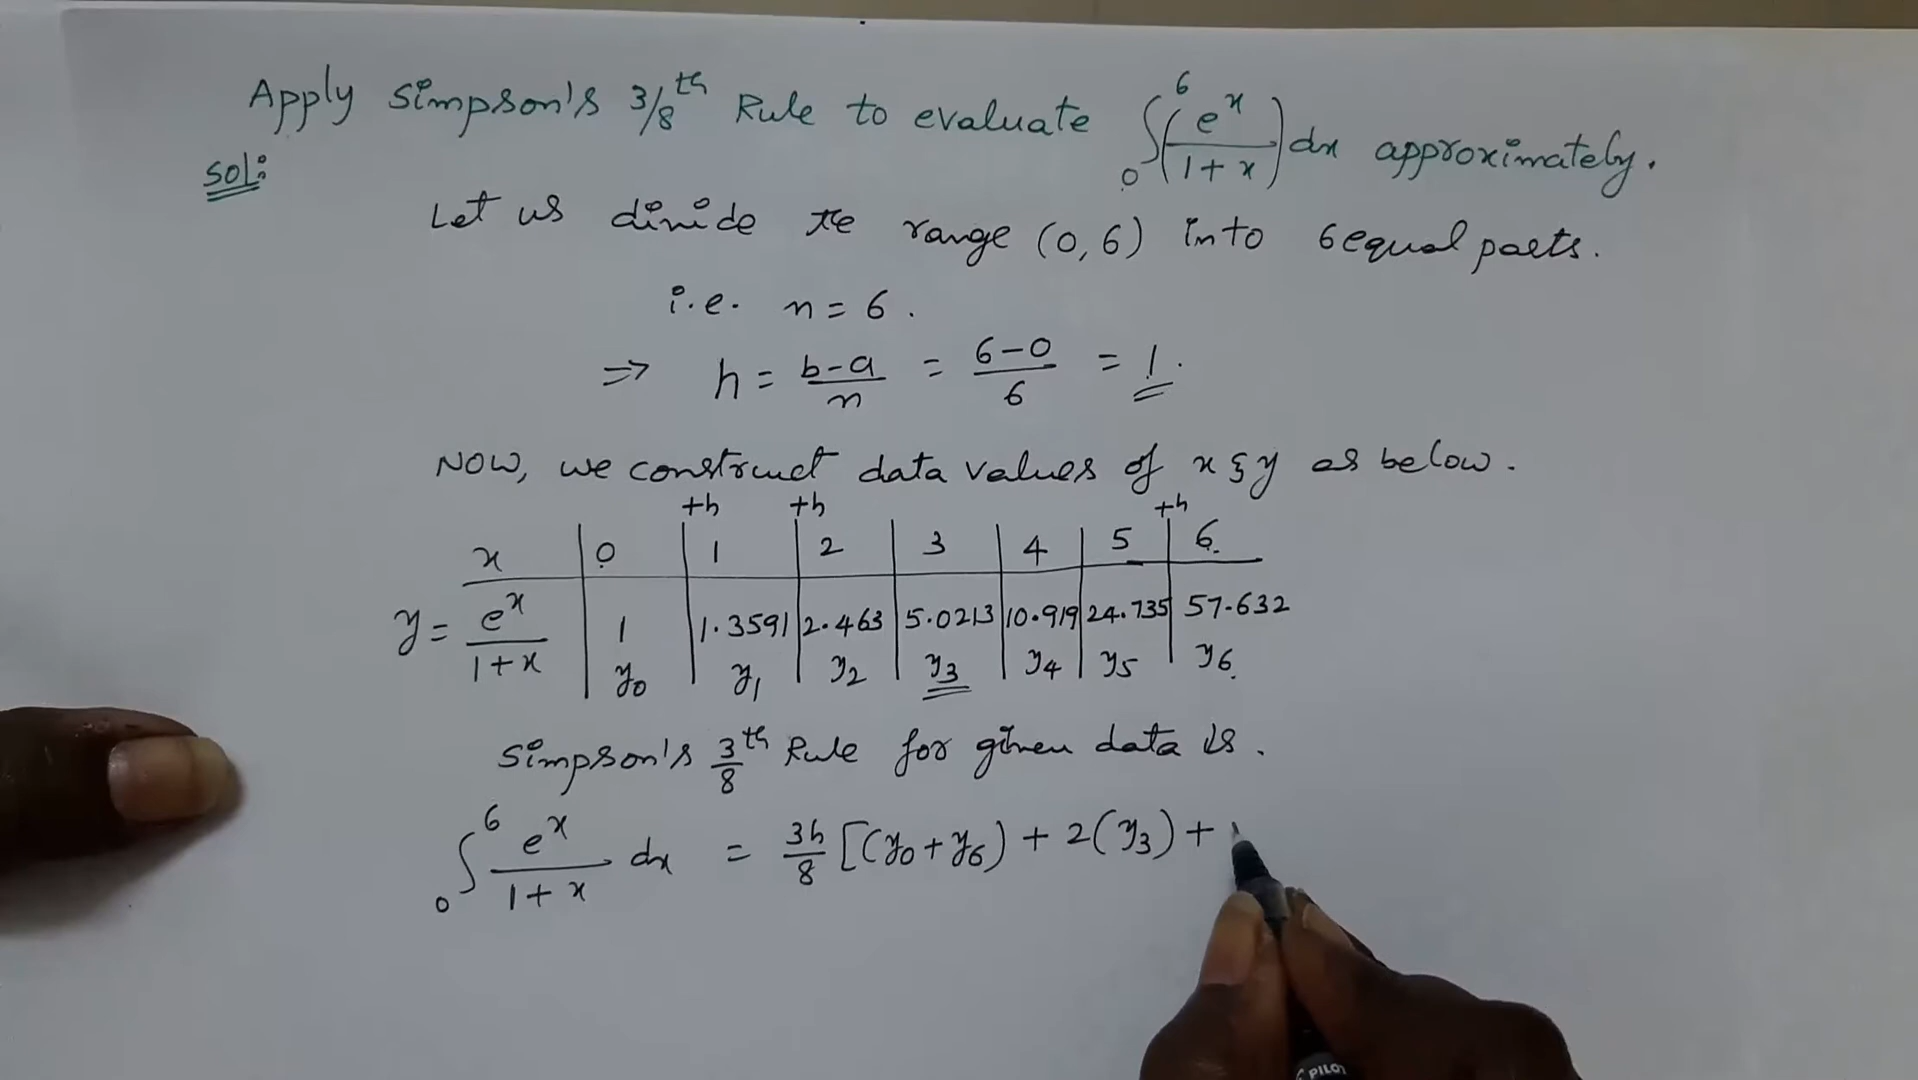 Apply Simpson's 3/8th Rule to evaluate ∫₀⁶ (e^x/(1+x)) dx approximately.
Sol:
Let us divide the range (0,6) into 6 equal parts.
i.e. n = 6.
⇒ h = (b-a)/n = (6-0)/6 = 1.
NOW, we construct data values of x & y as below.
+h +h +h
x | 0 | 1 | 2 | 3 | 4 | 5 | 6.
y = e^x/(1+x) | 1 | 1.3591 | 2.463 | 5.0213 | 10.919 | 24.735 | 57.632
y₀ | y₁ | y₂ | y₃ | y₄ | y₅ | y₆.
Simpson's 3/8th Rule for given data is.
∫₀⁶ e^x/(1+x) dx = 3h/8 [(y₀+y₆) + 2(y₃) +
PILOT